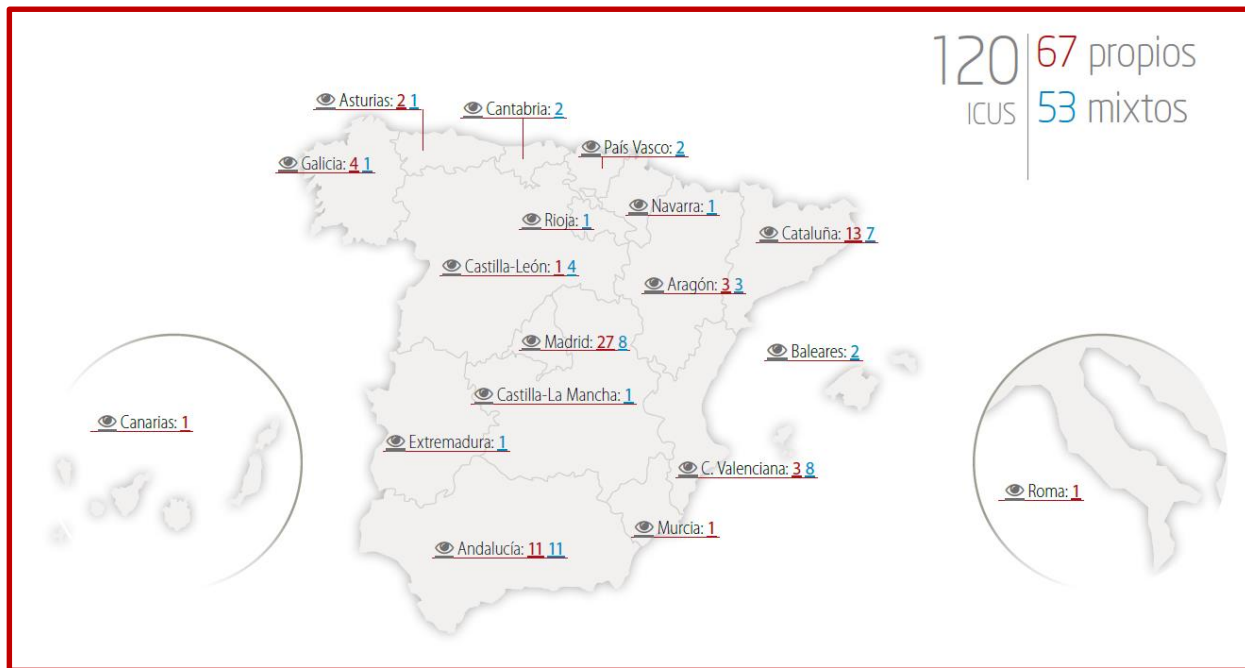 120 ICUS
67 propios
53 mixtos
Asturias: 2 1
Cantabria: 2
País Vasco: 2
Galicia: 4 1
Navarra: 1
Rioja: 1
Cataluña: 13 7
Castilla-León: 1 4
Aragón: 3 3
Madrid: 27 8
Baleares: 2
Castilla-La Mancha: 1
Canarias: 1
Extremadura: 1
C. Valenciana: 3 8
Roma: 1
Murcia: 1
Andalucía: 11 11